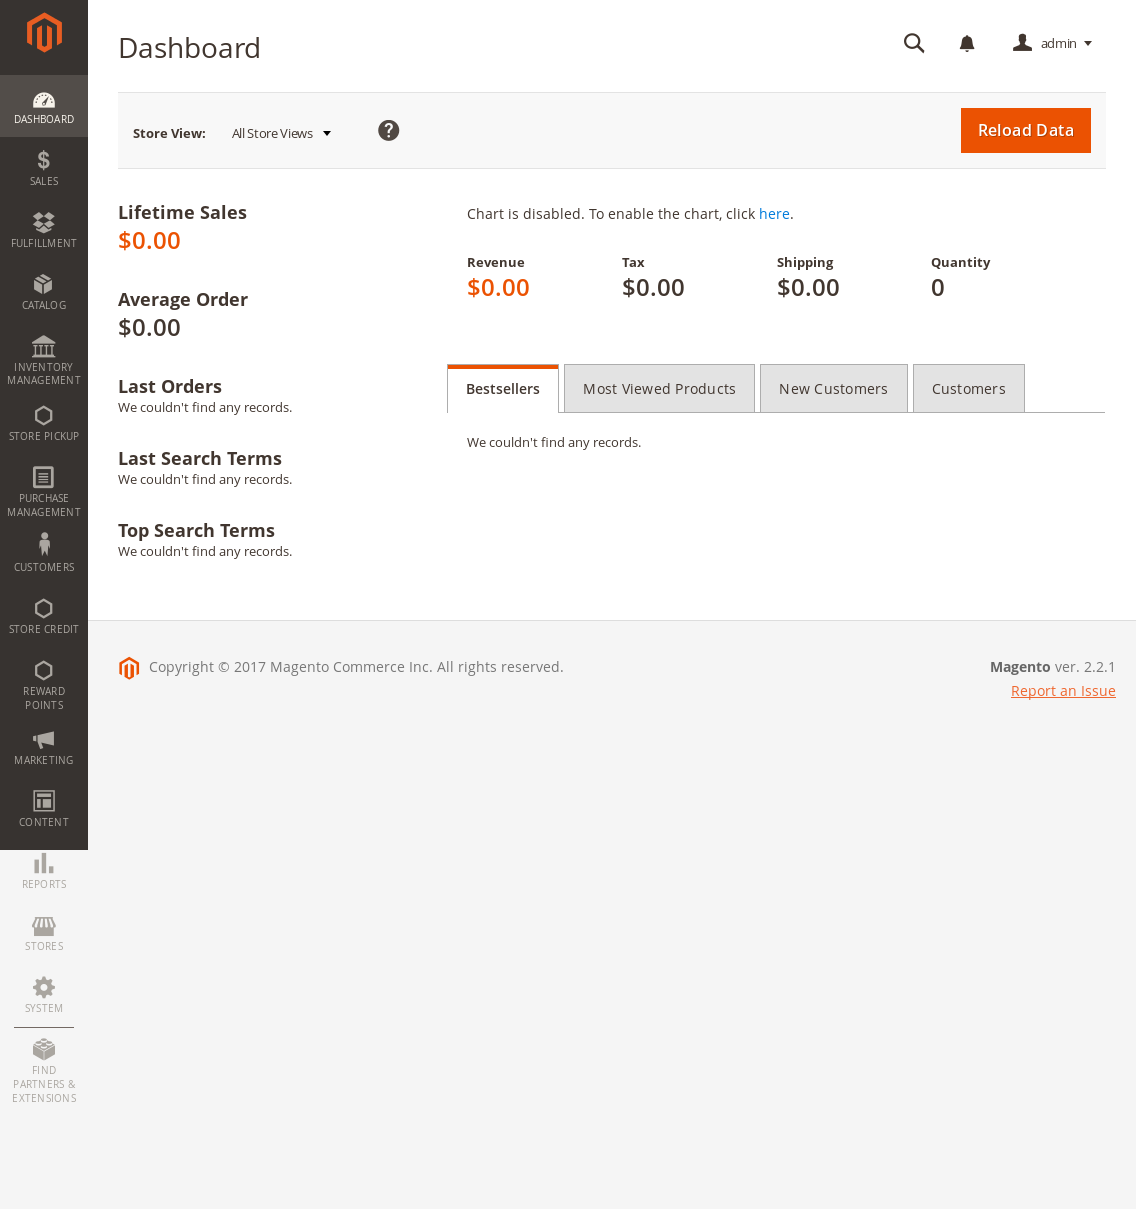 Dashboard
admin
DASHBOARD
SALES
FULFILLMENT
CATALOG
INVENTORY
MANAGEMENT
STORE PICKUP
PURCHASE
MANAGEMENT
CUSTOMERS
STORE CREDIT
REWARD
POINTS
MARKETING
CONTENT
REPORTS
STORES
SYSTEM
FIND
PARTNERS &
EXTENSIONS
Store View: All Store Views ?
Reload Data
Lifetime Sales
$0.00
Average Order
$0.00
Last Orders
We couldn't find any records.
Last Search Terms
We couldn't find any records.
Top Search Terms
We couldn't find any records.
Chart is disabled. To enable the chart, click here.
Revenue Tax Shipping Quantity
$0.00 $0.00 $0.00 0
Bestsellers Most Viewed Products New Customers Customers
We couldn't find any records.
Copyright © 2017 Magento Commerce Inc. All rights reserved.
Magento ver. 2.2.1
Report an Issue